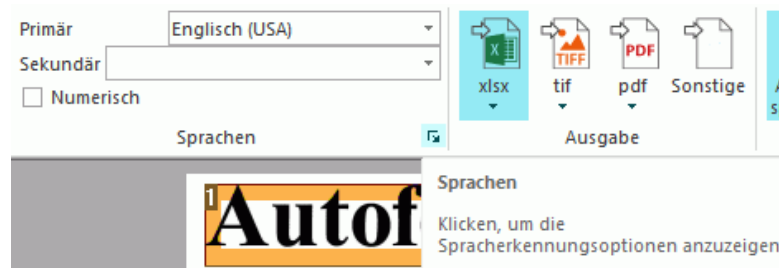 Primär Englisch (USA)
Sekundär
Numerisch
Sprachen
TIFF
PDF
xlsx tif pdf Sonstige
Ausgabe
1
Sprachen
Klicken, um die
Spracherkennungsoptionen anzuzeigen